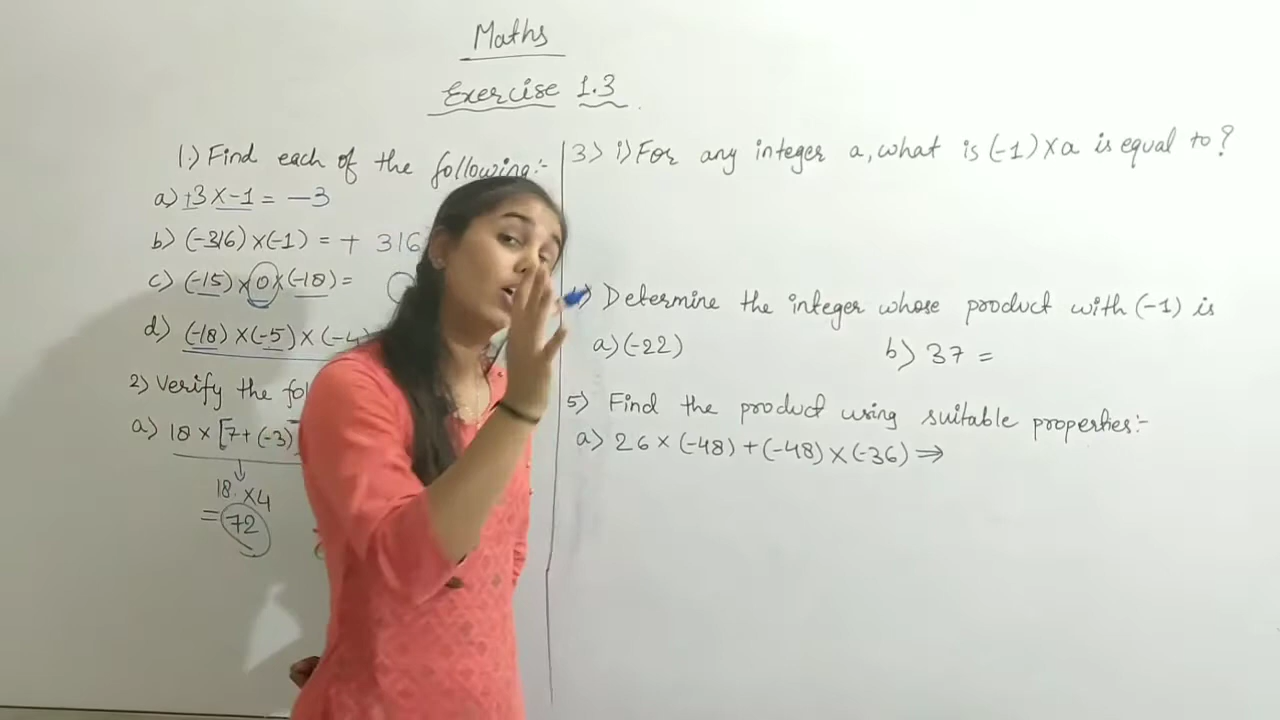 Maths
Exercise 1.3
1.) Find each of the following:-
a) +3 X -1 = -3
b) (-316) x (-1) = + 316
c) (-15) x 0 x (-18) =
d) (-18) x (-5) x (-4
2) Verify the
a) 18 x [7 + (-3)
18 x 4
= 72
3> i) For any integer a, what is (-1) X a is equal to?
Determine the integer whose product with (-1) is
a) (-22)
b) 37 =
5) Find the product using suitable properties:-
a) 26 x (-48) + (-48) x (-36) ⇒